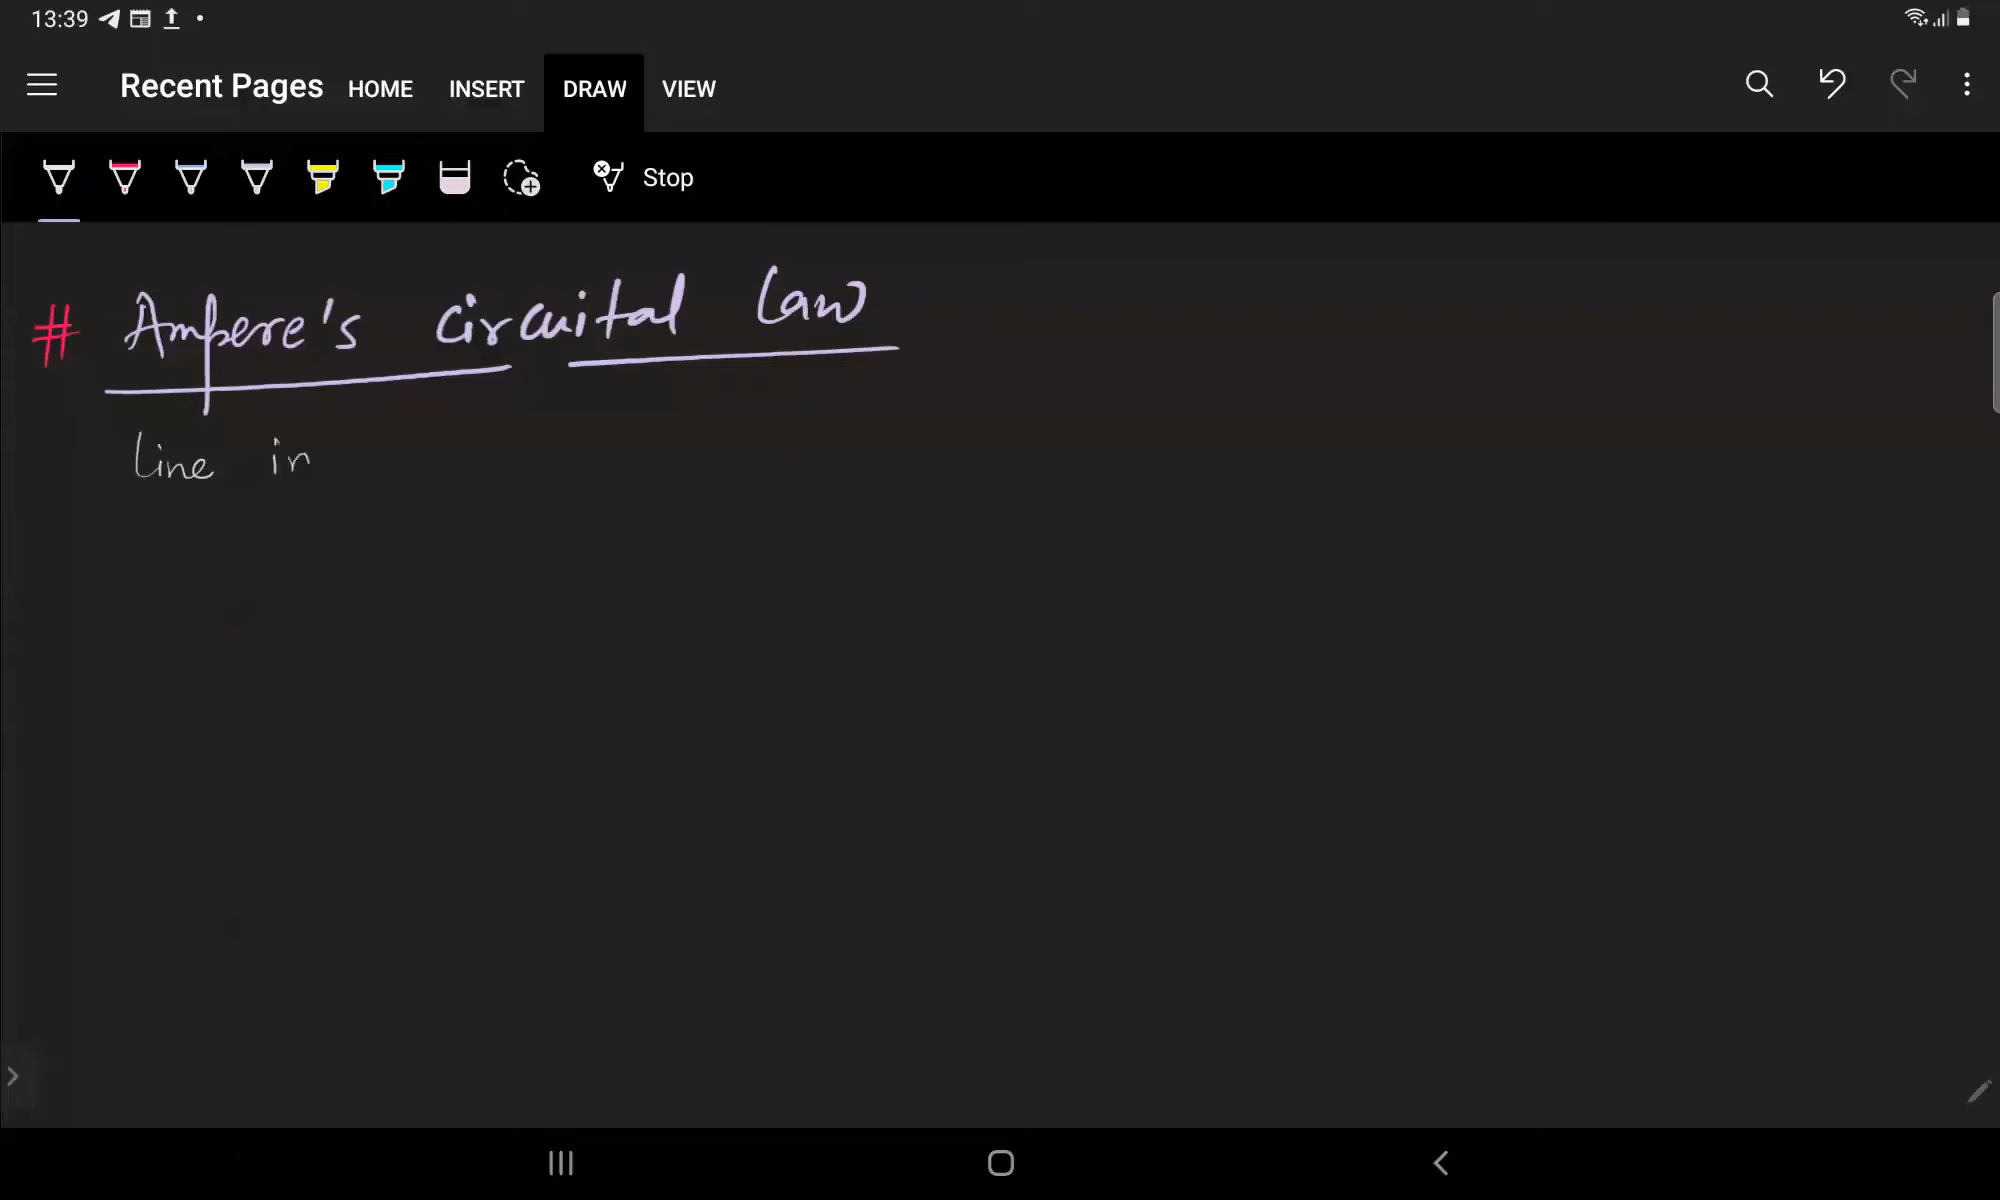 13:39
Recent Pages HOME INSERT DRAW VIEW
Stop
# Ampere's circuital law
line in